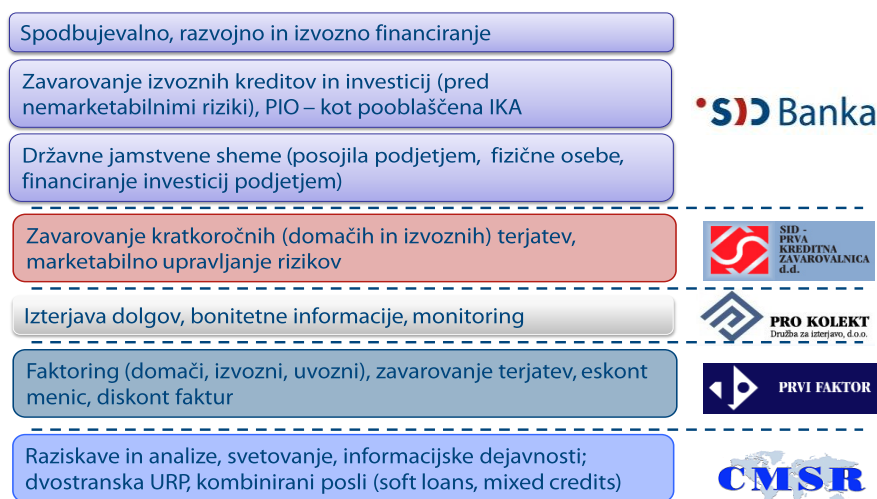 Spodbujevalno, razvojno in izvozno financiranje
Zavarovanje izvoznih kreditov in investicij (pred
nemarketabilnimi riziki), PIO – kot pooblaščena IKA
SID Banka
Državne jamstvene sheme (posojila podjetjem, fizične osebe,
financiranje investicij podjetjem)
Zavarovanje kratkoročnih (domačih in izvoznih) terjatev,
marketabilno upravljanje rizikov
SID -
PRVA
KREDITNA
ZAVAROVALNICA
d.d.
Izterjava dolgov, bonitetne informacije, monitoring
PRO KOLEKT
Družba za izterjavo, d.o.o.
Faktoring (domači, izvozni, uvozni), zavarovanje terjatev, eskont
menic, diskont faktur
PRVI FAKTOR
Raziskave in analize, svetovanje, informacijske dejavnosti;
dvostranska URP, kombinirani posli (soft loans, mixed credits)
CMSR